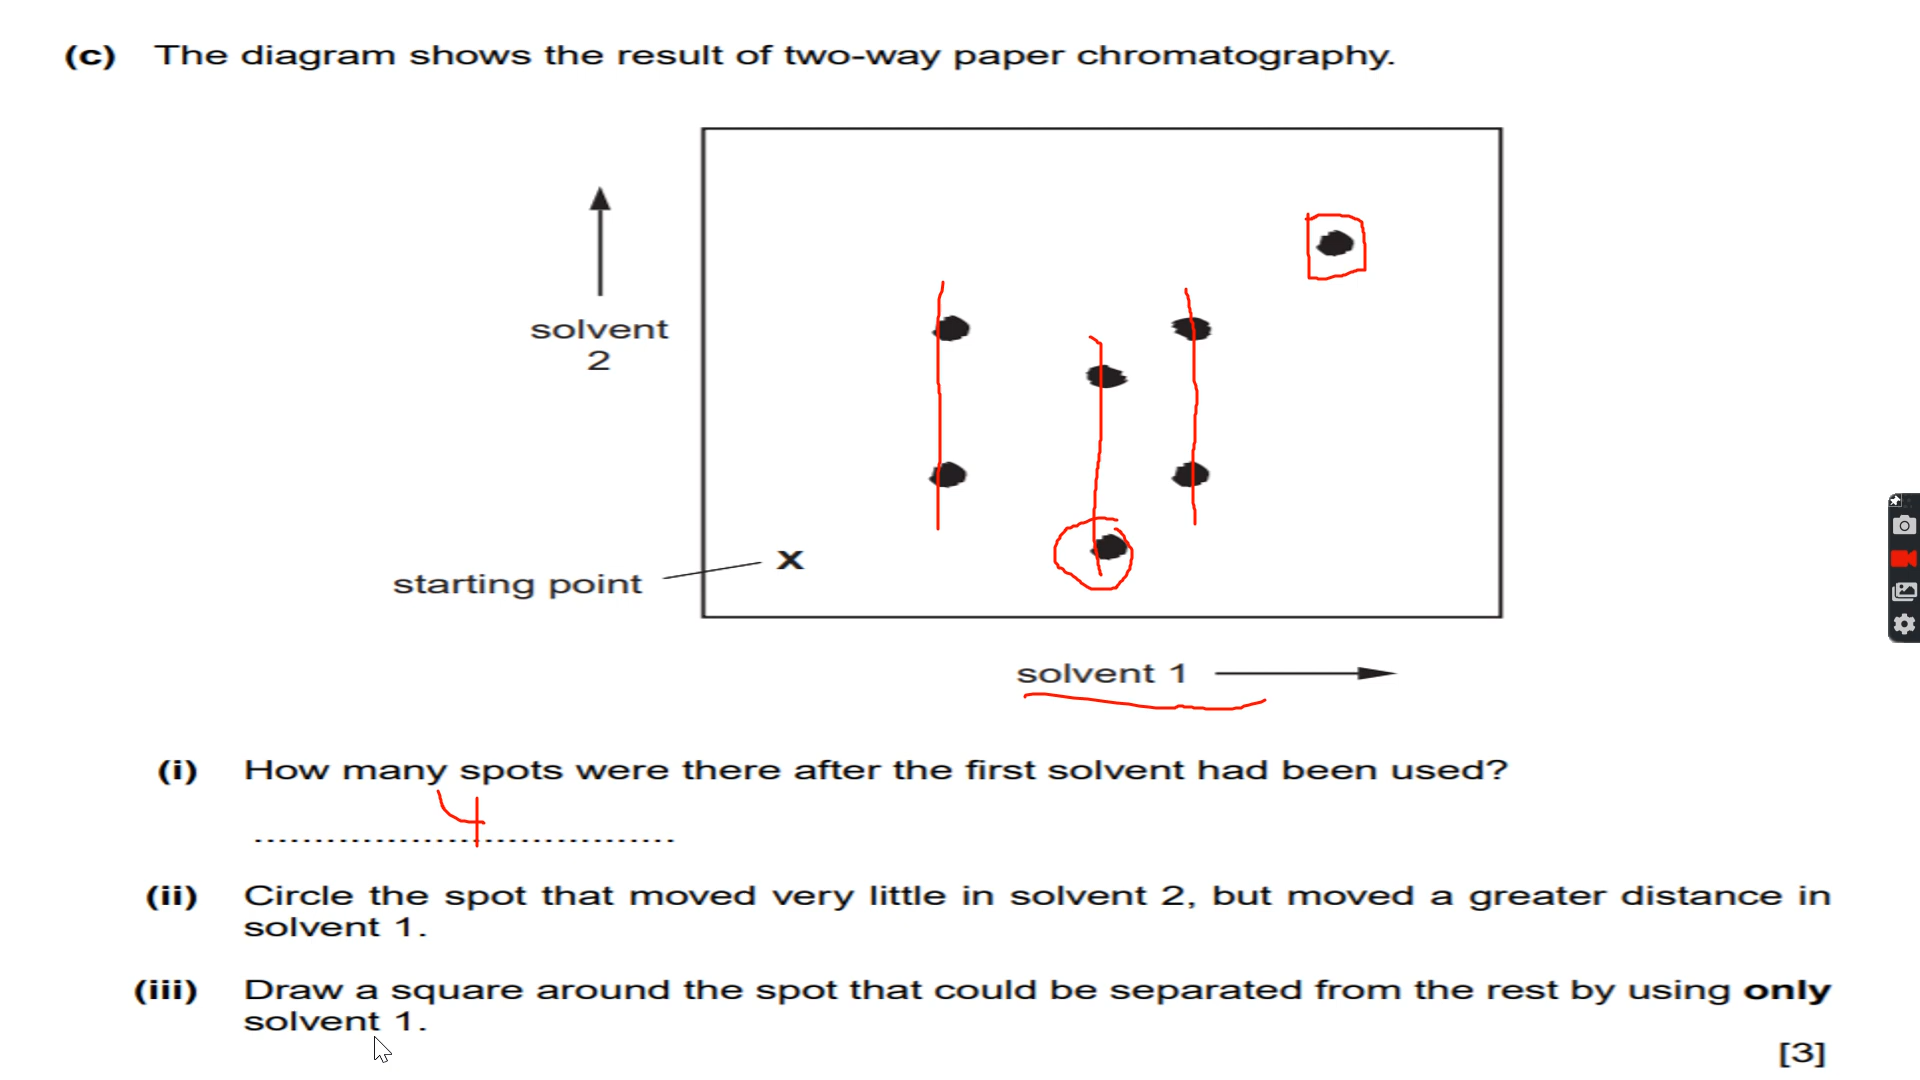 (c) The diagram shows the result of two-way paper chromatography.
solvent
2
x
starting point
solvent 1
(i) How many spots were there after the first solvent had been used?
4
(ii) Circle the spot that moved very little in solvent 2, but moved a greater distance in
solvent 1.
(iii) Draw a square around the spot that could be separated from the rest by using only
solvent 1.
[3]